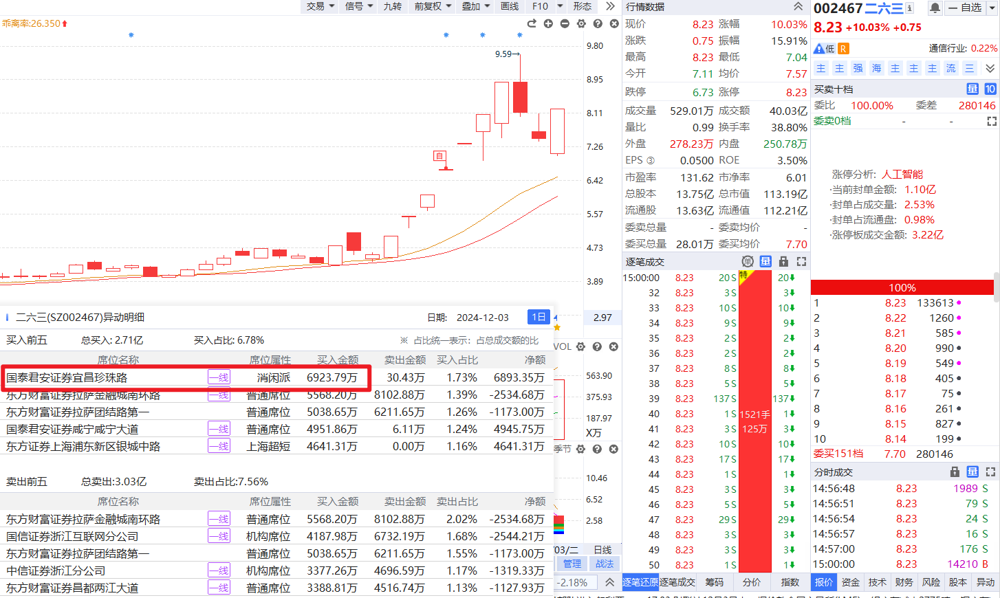 交易 信号 九转 前复权 叠加 画线 F10 形态
乖离率:26.350
9.59→
自
9.80
8.95
8.11
7.26
6.42
5.57
4.73
3.89
2.97
VOL
563.90
375.93
187.97
X万
季节
10.46
6.52
2.58
03/二 日线
管理 战法
-2.18%
二六三(SZ002467)异动明细 日期: 2024-12-03 1日
买入前五 总买入: 2.71亿 买入占比: 6.78% ※ 占比统一表示: 占总成交额的比
席位名称 席位属性 买入金额 卖出金额 买入占比 净额
国泰君安证券宜昌珍珠路 一线 消闲派 6923.79万 30.43万 1.73% 6893.35万
东方财富证券拉萨金融城南环路 一线 普通席位 5568.20万 8102.88万 1.39% -2534.68万
东方财富证券拉萨团结路第一 普通席位 5038.65万 6211.65万 1.26% -1173.00万
国泰君安证券咸宁咸宁大道 一线 普通席位 4951.86万 6.11万 1.24% 4945.75万
东方证券上海浦东新区银城中路 一线 上海超短 4641.31万 0.00万 1.16% 4641.31万
卖出前五 总卖出:3.03亿 卖出占比:7.56%
席位名称 席位属性 买入金额 卖出金额 卖出占比 净额
东方财富证券拉萨金融城南环路 一线 普通席位 5568.20万 8102.88万 2.02% -2534.68万
国信证券浙江互联网分公司 一线 机构席位 4187.98万 6732.19万 1.68% -2544.21万
东方财富证券拉萨团结路第一 普通席位 5038.65万 6211.65万 1.55% -1173.00万
中信证券浙江分公司 一线 机构席位 3377.26万 4696.59万 1.17% -1319.33万
东方财富证券昌都两江大道 一线 普通席位 3388.81万 4516.74万 1.13% -1127.93万
行情数据
现价 8.23 涨幅 10.03%
涨跌 0.75 振幅 15.91%
最高 8.23 最低 7.04
今开 7.11 均价 7.57
跌停 6.73 涨停 8.23
成交量 529.01万 成交额 40.03亿
量比 0.99 换手率 38.80%
外盘 278.23万 内盘 250.78万
EPS ③ 0.0500 ROE 3.50%
市盈率 131.62 市净率 6.01
总股本 13.75亿 总市值 113.19亿
流通股 13.63亿 流通值 112.21亿
委卖总量 - 委卖均价 -
委买总量 28.01万 委买均价 7.70
逐笔成交 单 量
特
15:00:00 8.23 20 S 20
32 8.23 3 S 3
33 8.23 10 S 10
34 8.23 9 S 9
35 8.23 2 S 2
36 8.23 2 S 2
37 8.23 8 S 8
38 8.23 5 S 5
39 8.23 137 S 137
40 8.23 1 S 1521手 1
41 8.23 3 S 125万 3
42 8.23 10 S 10
43 8.23 17 S 17
44 8.23 1 S 1
45 8.23 3 S 3
46 8.23 5 S 5
47 8.23 29 S 29
48 8.23 3 S 3
49 8.23 3 S 3
50 8.23 1 S 1
逐笔还原 逐笔成交 筹码 分价 指数
002467 二六三 自选
8.23 +10.03% +0.75
低 R 通信行业: 0.22%
主 主 强 海 主 主 主 流 三
买卖十档 量 10
委比 100.00% 委差 280146
委卖0档 - -
涨停分析: 人工智能
·当前封单金额: 1.10亿
·封单占成交量: 2.53%
·封单占流通盘: 0.98%
·涨停板成交金额: 3.22亿
100%
1 8.23 133613
2 8.22 1260
3 8.21 585
4 8.20 990
5 8.19 549
6 8.18 405
7 8.17 75
8 8.16 261
9 8.15 827
10 8.14 199
委买151档 7.70 280146
分时成交 量
14:56:48 8.23 1989 S
14:56:51 8.23 79 S
14:56:54 8.23 24 S
14:56:57 8.23 16 S
14:57:00 8.23 176 S
15:00:00 8.23 14210 B
报价 资金 技术 财务 风险 股本 异动